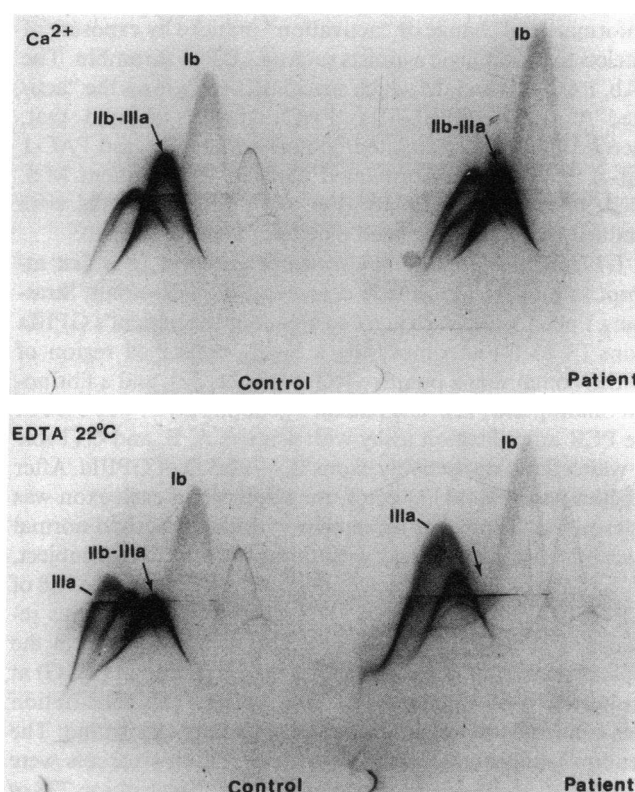 Ca2+
Ib
IIb-IIIa
Control
Ib
IIb-IIIa
Patient
EDTA 22°C
Ib
IIb-IIIa
IIIa
Control
Ib
IIIa
Patient